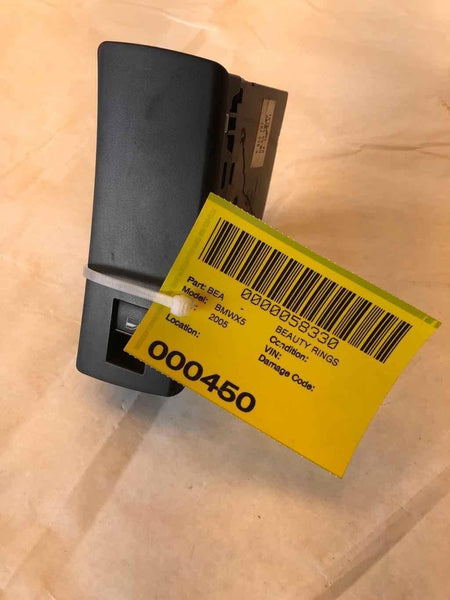 0000058330
Part: BEA - BEAUTY RINGS
Model: BMWX5 Condition:
2005 VIN:
Location: Damage Code:
000450